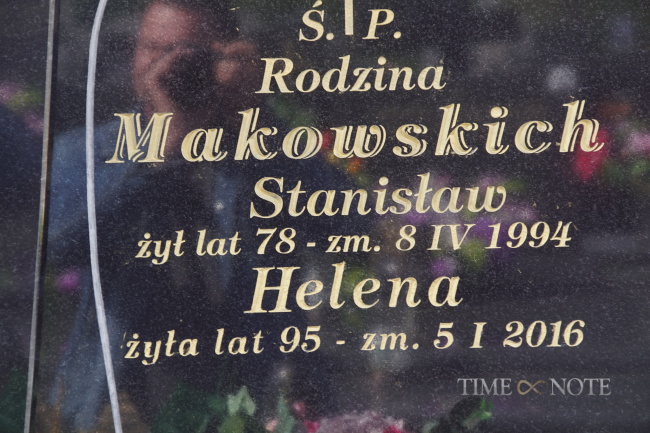 Ś. P.
Rodzina
Makowskich
Stanisław
żył lat 78 - zm. 8 IV 1994
Helena
żyła lat 95 - zm. 5 I 2016
TIME ∞ NOTE